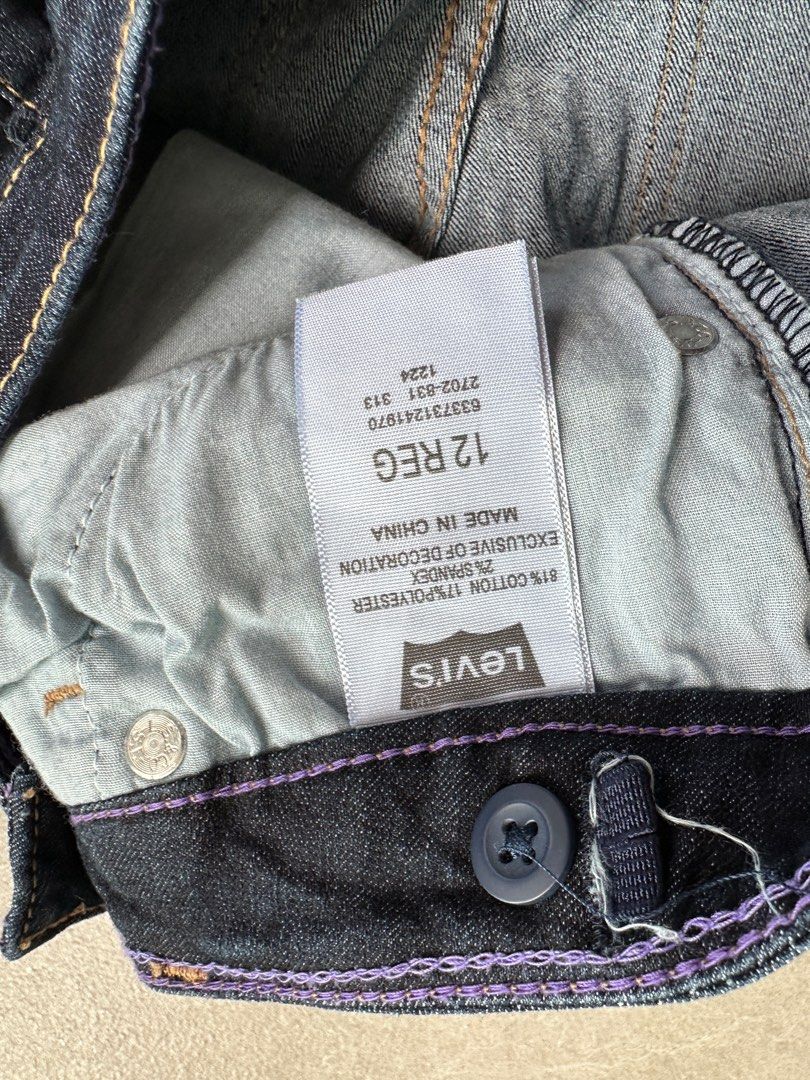 LEVI'S
81% COTTON 17%POLYESTER
2% SPANDEX
EXCLUSIVE OF DECORATION
MADE IN CHINA
12 REG
633731241970
2702-831 313
1224